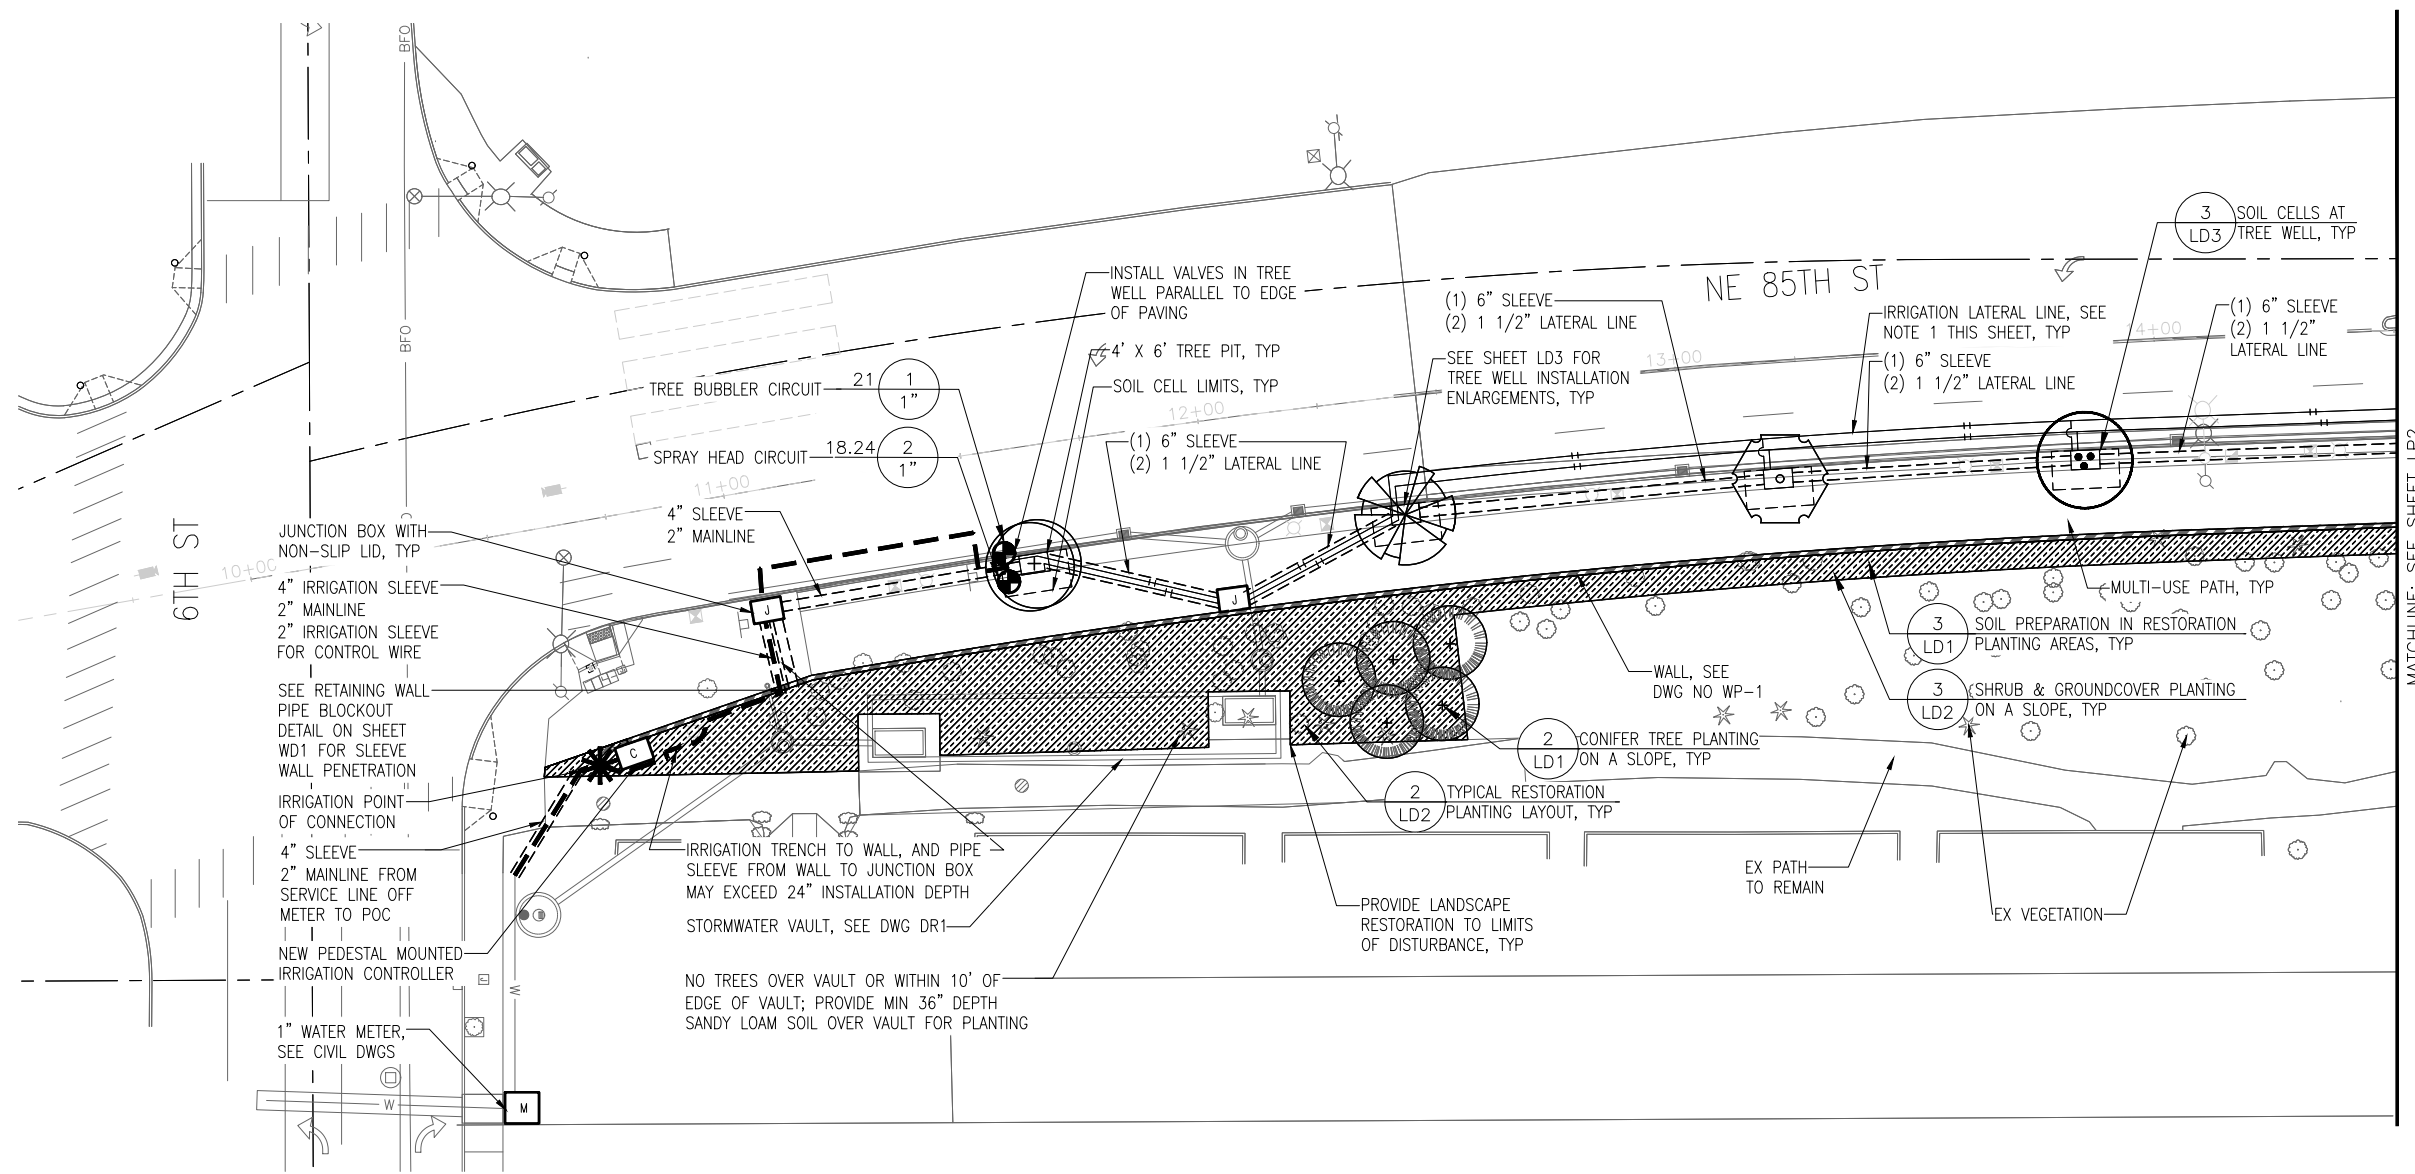 BFO
BFO
6TH ST
NE 85TH ST
10+00
11+00
12+00
13+00
14+00
3
LD3
SOIL CELLS AT
TREE WELL, TYP
INSTALL VALVES IN TREE
WELL PARALLEL TO EDGE
OF PAVING
4' X 6' TREE PIT, TYP
SOIL CELL LIMITS, TYP
(1) 6" SLEEVE
(2) 1 1/2" LATERAL LINE
SEE SHEET LD3 FOR
TREE WELL INSTALLATION
ENLARGEMENTS, TYP
IRRIGATION LATERAL LINE, SEE
NOTE 1 THIS SHEET, TYP
(1) 6" SLEEVE
(2) 1 1/2" LATERAL LINE
(1) 6" SLEEVE
(2) 1 1/2"
LATERAL LINE
TREE BUBBLER CIRCUIT
21
1
1"
SPRAY HEAD CIRCUIT
18.24
2
1"
(1) 6" SLEEVE
(2) 1 1/2" LATERAL LINE
4" SLEEVE
2" MAINLINE
JUNCTION BOX WITH
NON-SLIP LID, TYP
4" IRRIGATION SLEEVE
2" MAINLINE
2" IRRIGATION SLEEVE
FOR CONTROL WIRE
SEE RETAINING WALL
PIPE BLOCKOUT
DETAIL ON SHEET
WD1 FOR SLEEVE
WALL PENETRATION
IRRIGATION POINT
OF CONNECTION
4" SLEEVE
2" MAINLINE FROM
SERVICE LINE OFF
METER TO POC
NEW PEDESTAL MOUNTED
IRRIGATION CONTROLLER
1" WATER METER,
SEE CIVIL DWGS
J
J
C
M
W
W
IRRIGATION TRENCH TO WALL, AND PIPE
SLEEVE FROM WALL TO JUNCTION BOX
MAY EXCEED 24" INSTALLATION DEPTH
STORMWATER VAULT, SEE DWG DR1
NO TREES OVER VAULT OR WITHIN 10' OF
EDGE OF VAULT; PROVIDE MIN 36" DEPTH
SANDY LOAM SOIL OVER VAULT FOR PLANTING
MULTI-USE PATH, TYP
3
LD1
SOIL PREPARATION IN RESTORATION
PLANTING AREAS, TYP
WALL, SEE
DWG NO WP-1
3
LD2
SHRUB & GROUNDCOVER PLANTING
ON A SLOPE, TYP
2
LD1
CONIFER TREE PLANTING
ON A SLOPE, TYP
2
LD2
TYPICAL RESTORATION
PLANTING LAYOUT, TYP
EX PATH
TO REMAIN
PROVIDE LANDSCAPE
RESTORATION TO LIMITS
OF DISTURBANCE, TYP
EX VEGETATION
MATCHLINE: SEE SHEET LP2